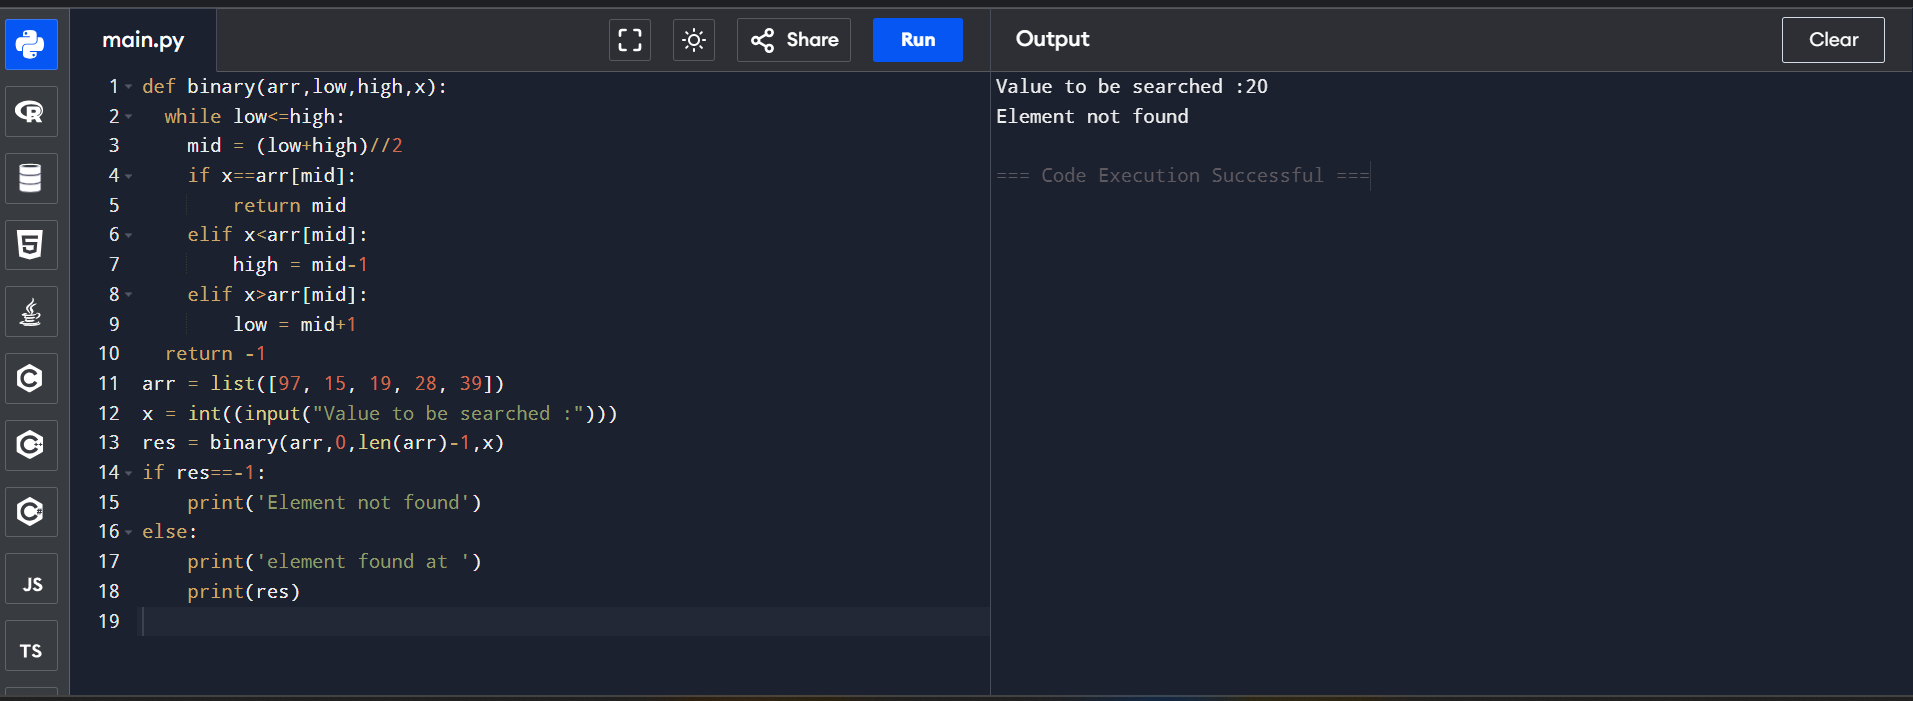 main.py
Share
Run
Output
Clear
1 def binary(arr,low,high,x):
2   while low<=high:
3     mid = (low+high)//2
4     if x==arr[mid]:
5         return mid
6     elif x<arr[mid]:
7         high = mid-1
8     elif x>arr[mid]:
9         low = mid+1
10   return -1
11 arr = list([97, 15, 19, 28, 39])
12 x = int((input("Value to be searched :")))
13 res = binary(arr,0,len(arr)-1,x)
14 if res==-1:
15     print('Element not found')
16 else:
17     print('element found at ')
18     print(res)
19
Value to be searched :20
Element not found
=== Code Execution Successful ===
R
5
C
C++
C#
JS
TS